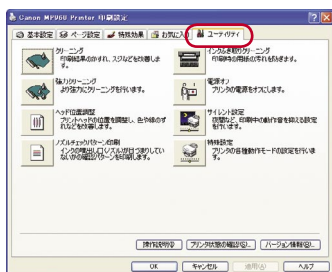 Canon MP960 Printer 印刷設定
基本設定 ページ設定 特殊効果 お気に入り ユーティリティ
クリーニング
印刷結果のかすれ、スジなどを改善します。
インクふき取りクリーニング
印刷時の用紙の汚れを防ぎます。
強力クリーニング
より強力にクリーニングを行います。
電源オフ
プリンタの電源をオフにします。
ヘッド位置調整
プリントヘッドの位置を調整し、色や線のずれなどを改善します。
サイレント設定
夜間など、印刷中の動作音を抑える設定を行います。
ノズルチェックパターン印刷
インクの噴出し口(ノズル)が目づまりしていないか確認パターンを印刷します。
特殊設定
プリンタの各種動作モードの設定を行います。
操作説明 プリンタ状態の確認(S)... バージョン情報(B)...
OK キャンセル 適用(A) ヘルプ